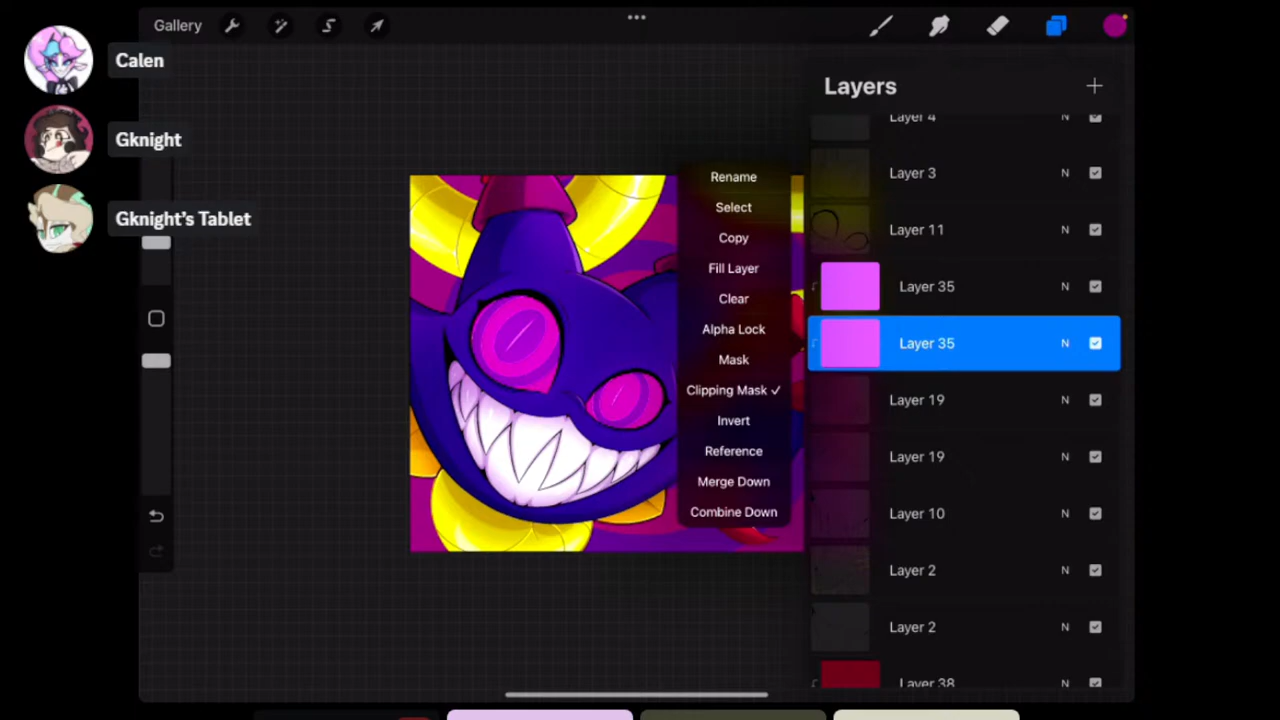 Gallery
Calen
Gknight
Gknight's Tablet
Layers
Layer 4 N
Layer 3 N
Layer 11 N
Layer 35 N
Layer 35 N
Layer 19 N
Layer 19 N
Layer 10 N
Layer 2 N
Layer 2 N
Layer 38 N
Rename
Select
Copy
Fill Layer
Clear
Alpha Lock
Mask
Clipping Mask ✓
Invert
Reference
Merge Down
Combine Down